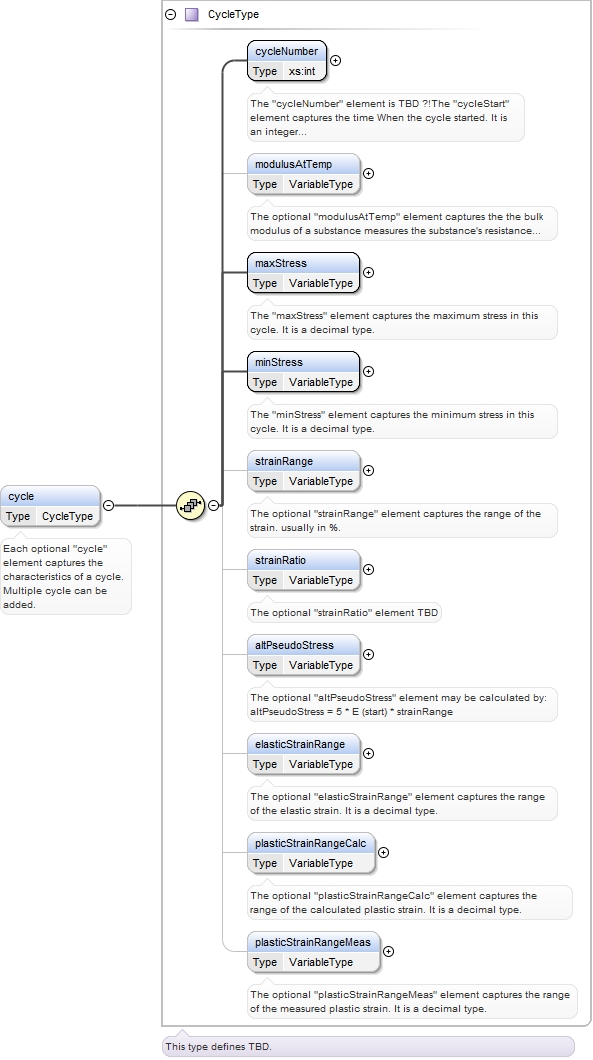 CycleType
cycleNumber
Type xs:int
The "cycleNumber" element is TBD ?!The "cycleStart"
element captures the time When the cycle started. It is
an integer...
modulusAtTemp
Type VariableType
The optional "modulusAtTemp" element captures the the bulk
modulus of a substance measures the substance's resistance...
maxStress
Type VariableType
The "maxStress" element captures the maximum stress in this
cycle. It is a decimal type.
minStress
Type VariableType
The "minStress" element captures the minimum stress in this
cycle. It is a decimal type.
strainRange
Type VariableType
The optional "strainRange" element captures the range of the
strain. usually in %.
cycle
Type CycleType
Each optional "cycle"
element captures the
characteristics of a cycle.
Multiple cycle can be
added.
strainRatio
Type VariableType
The optional "strainRatio" element TBD
altPseudoStress
Type VariableType
The optional "altPseudoStress" element may be calculated by:
altPseudoStress = 5 * E (start) * strainRange
elasticStrainRange
Type VariableType
The optional "elasticStrainRange" element captures the range
of the elastic strain. It is a decimal type.
plasticStrainRangeCalc
Type VariableType
The optional "plasticStrainRangeCalc" element captures the
range of the calculated plastic strain. It is a decimal type.
plasticStrainRangeMeas
Type VariableType
The optional "plasticStrainRangeMeas" element captures the range
of the measured plastic strain. It is a decimal type.
This type defines TBD.